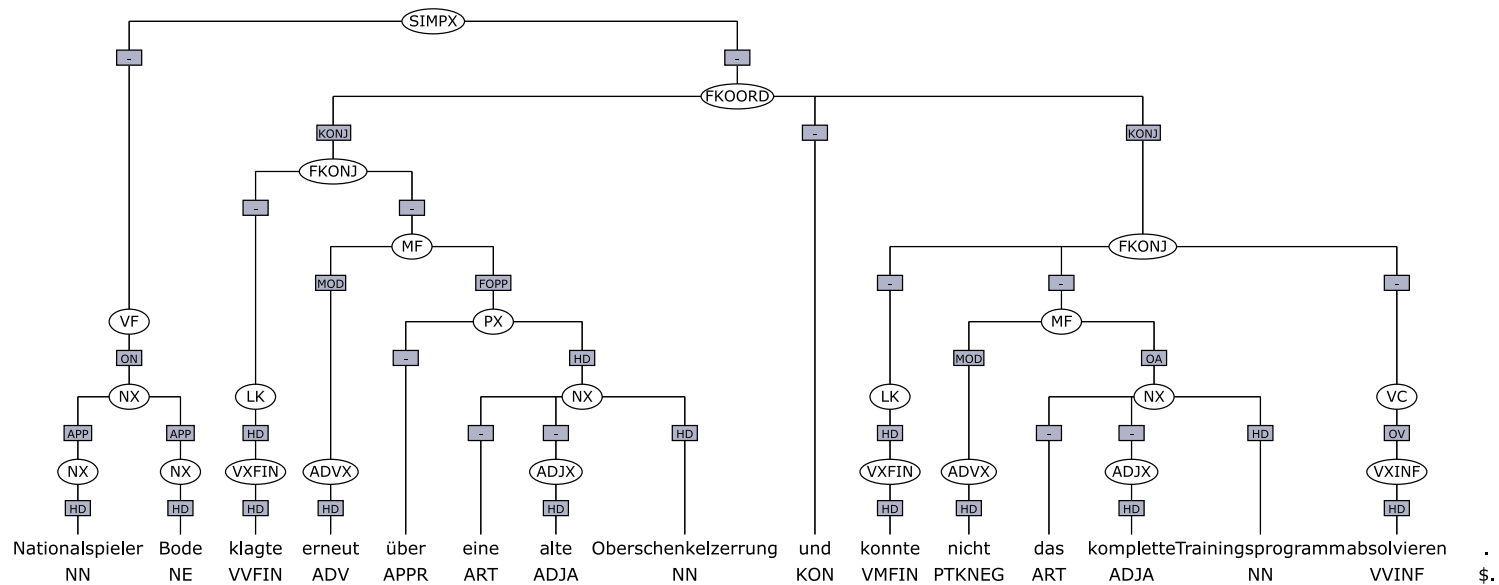 SIMPX
- -
FKOORD
KONJ - KONJ
FKONJ
- -
MF FKONJ
MOD FOPP - - -
VF PX MF
ON - HD MOD OA
NX LK NX LK NX VC
APP APP HD - - HD HD - - HD OV
NX NX VXFIN ADVX ADJX VXFIN ADVX ADJX VXINF
HD HD HD HD HD HD HD HD HD
Nationalspieler Bode klagte erneut über eine alte Oberschenkelzerrung und konnte nicht das komplette Trainingsprogramm absolvieren .
NN NE VVFIN ADV APPR ART ADJA NN KON VMFIN PTKNEG ART ADJA NN VVINF $.